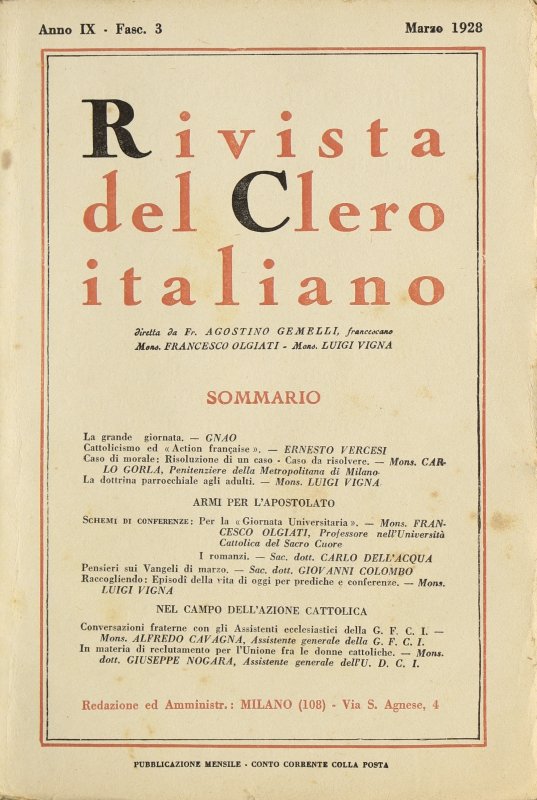 Anno IX - Fasc. 3
Marzo 1928
Rivista
del Clero
italiano
diretta da Fr. AGOSTINO GEMELLI, francescano
Mons. FRANCESCO OLGIATI - Mons. LUIGI VIGNA
SOMMARIO
La grande giornata. — GNAO
Cattolicismo ed « Action française ». — ERNESTO VERCESI
Caso di morale: Risoluzione di un caso - Caso da risolvere. — Mons. CAR-
LO GORLA, Penitenziere della Metropolitana di Milano
La dottrina parrocchiale agli adulti. — Mons. LUIGI VIGNA
ARMI PER L'APOSTOLATO
SCHEMI DI CONFERENZE: Per la « Giornata Universitaria ». — Mons. FRAN-
CESCO OLGIATI, Professore nell'Università
Cattolica del Sacro Cuore
I romanzi. — Sac. dott. CARLO DELL'ACQUA
Pensieri sui Vangeli di marzo. — Sac. dott. GIOVANNI COLOMBO
Raccogliendo: Episodî della vita di oggi per prediche e conferenze. — Mons.
LUIGI VIGNA
NEL CAMPO DELL'AZIONE CATTOLICA
Conversazioni fraterne con gli Assistenti ecclesiastici della G. F. C. I. —
Mons. ALFREDO CAVAGNA, Assistente generale della G. F. C. I.
In materia di reclutamento per l'Unione fra le donne cattoliche. — Mons.
dott. GIUSEPPE NOGARA, Assistente generale dell'U. D. C. I.
Redazione ed Amministr.: MILANO (108) - Via S. Agnese, 4
PUBBLICAZIONE MENSILE - CONTO CORRENTE COLLA POSTA